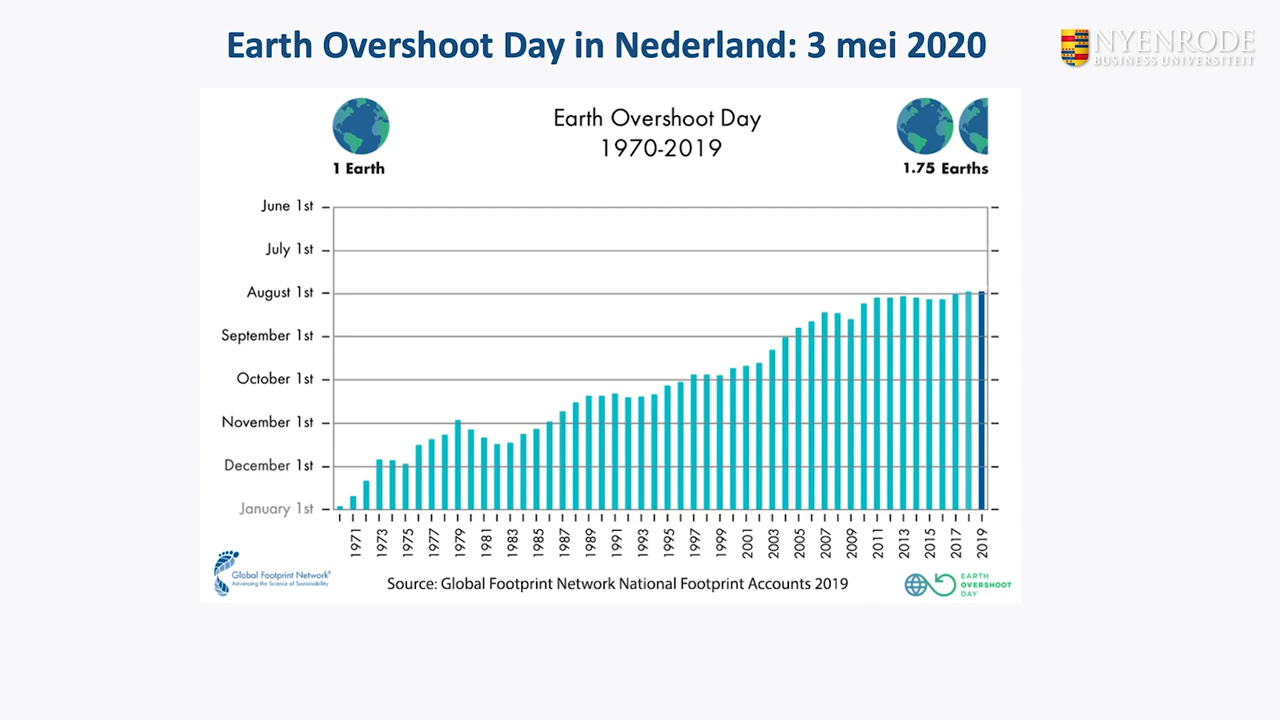 Earth Overshoot Day in Nederland: 3 mei 2020
NYENRODE
BUSINESS UNIVERSITEIT
Earth Overshoot Day
1970-2019
1 Earth
1.75 Earths
June 1st
July 1st
August 1st
September 1st
October 1st
November 1st
December 1st
January 1st
1971
1973
1975
1977
1979
1981
1983
1985
1987
1989
1991
1993
1995
1997
1999
2001
2003
2005
2007
2009
2011
2013
2015
2017
2019
Global Footprint Network®
Advancing the Science of Sustainability
Source: Global Footprint Network National Footprint Accounts 2019
EARTH
OVERSHOOT
DAY